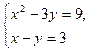 x² − 3y = 9,
x − y = 3